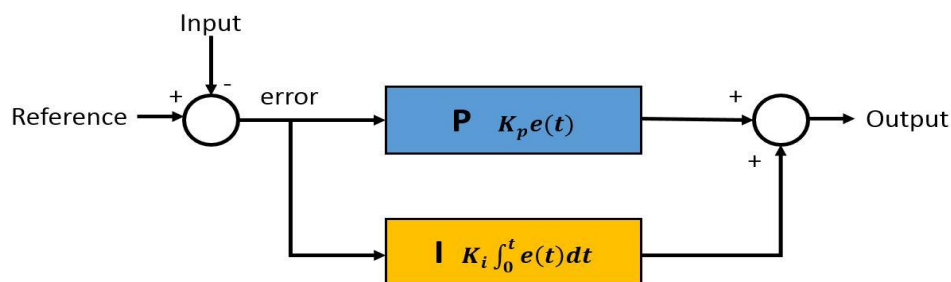 Input
+ -
Reference
error
P K_p e(t)
+
Output
+
I K_i ∫_0^t e(t)dt